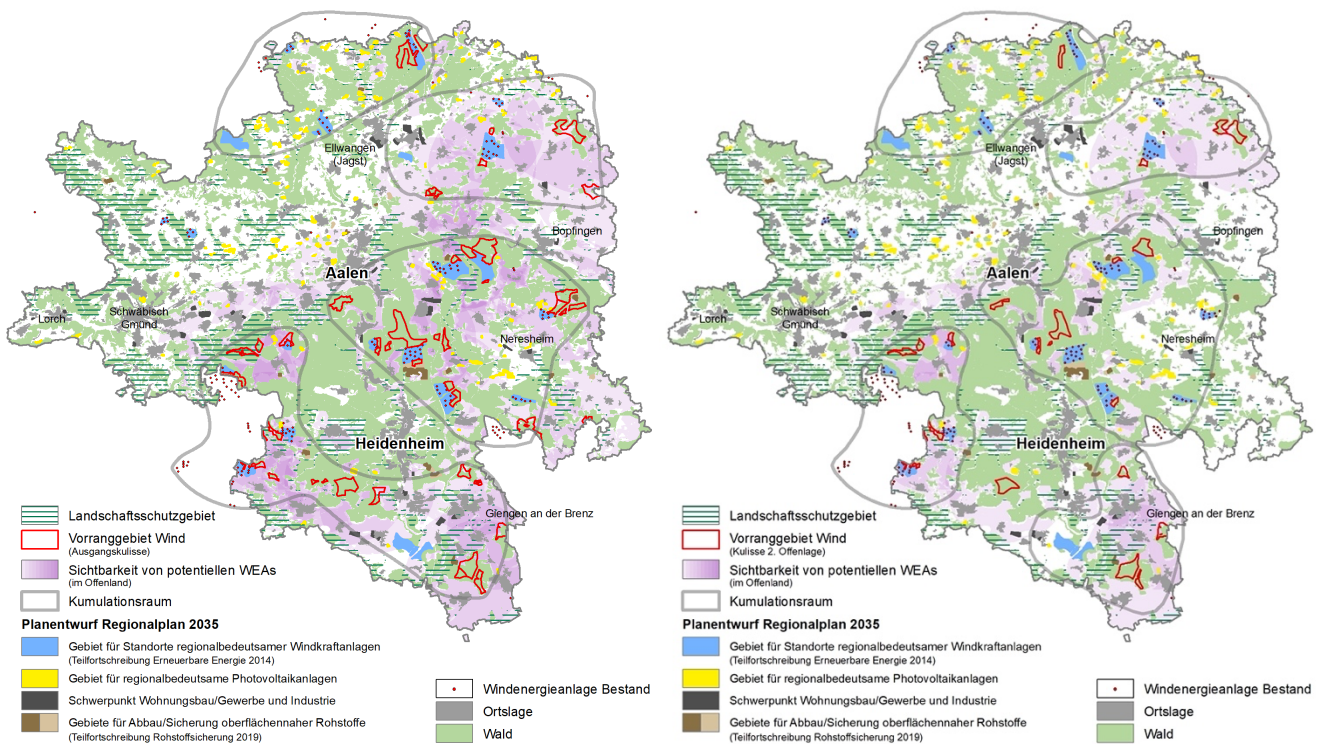 Ellwangen
(Jagst)
Bopfingen
Aalen
Lorch
Schwäbisch
Gmünd
Neresheim
Heidenheim
Giengen an der Brenz
Landschaftsschutzgebiet
Vorranggebiet Wind
(Ausgangskulisse)
Sichtbarkeit von potentiellen WEAs
(im Offenland)
Kumulationsraum
Planentwurf Regionalplan 2035
Gebiet für Standorte regionalbedeutsamer Windkraftanlagen
(Teilfortschreibung Erneuerbare Energie 2014)
Gebiet für regionalbedeutsame Photovoltaikanlagen
Schwerpunkt Wohnungsbau/Gewerbe und Industrie
Gebiete für Abbau/Sicherung oberflächennaher Rohstoffe
(Teilfortschreibung Rohstoffsicherung 2019)
Windenergieanlage Bestand
Ortslage
Wald
Ellwangen
(Jagst)
Bopfingen
Aalen
Lorch
Schwäbisch
Gmünd
Neresheim
Heidenheim
Giengen an der Brenz
Landschaftsschutzgebiet
Vorranggebiet Wind
(Kulisse 2. Offenlage)
Sichtbarkeit von potentiellen WEAs
(im Offenland)
Kumulationsraum
Planentwurf Regionalplan 2035
Gebiet für Standorte regionalbedeutsamer Windkraftanlagen
(Teilfortschreibung Erneuerbare Energie 2014)
Gebiet für regionalbedeutsame Photovoltaikanlagen
Schwerpunkt Wohnungsbau/Gewerbe und Industrie
Gebiete für Abbau/Sicherung oberflächennaher Rohstoffe
(Teilfortschreibung Rohstoffsicherung 2019)
Windenergieanlage Bestand
Ortslage
Wald